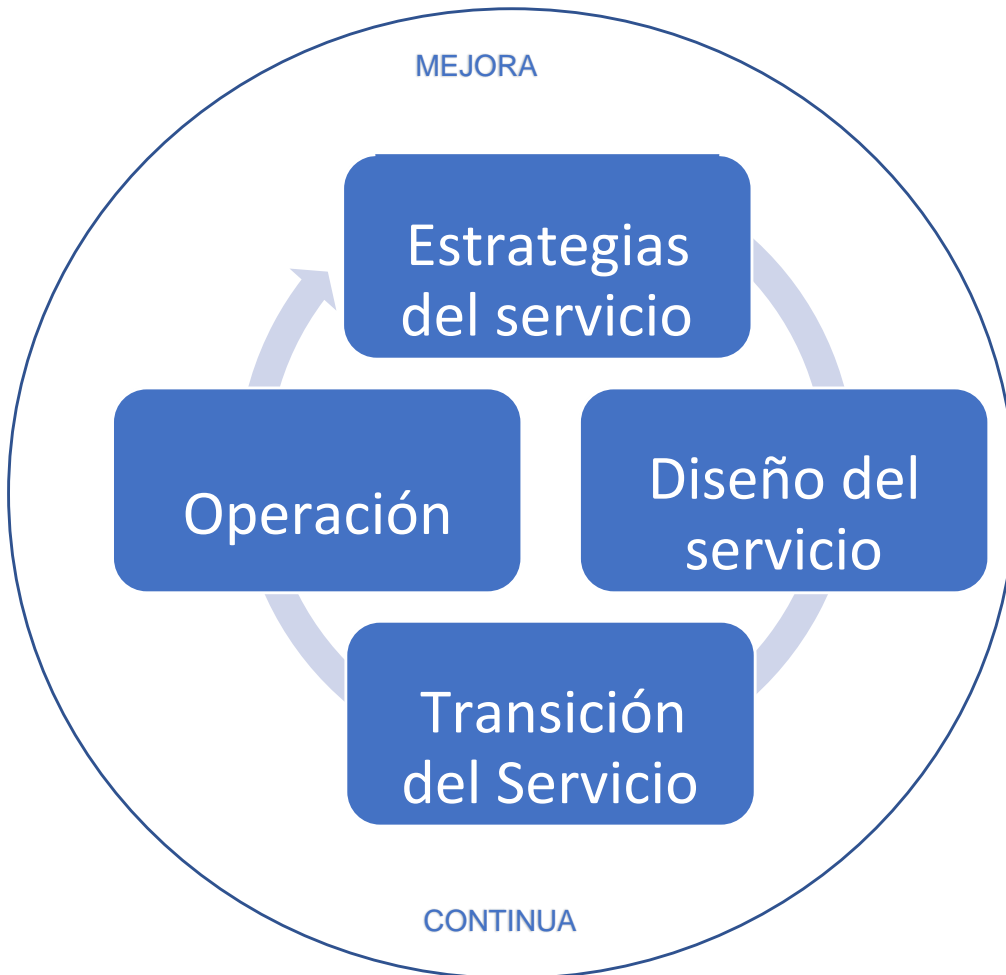 MEJORA
Estrategias
del servicio
Diseño del
servicio
Operación
Transición
del Servicio
CONTINUA